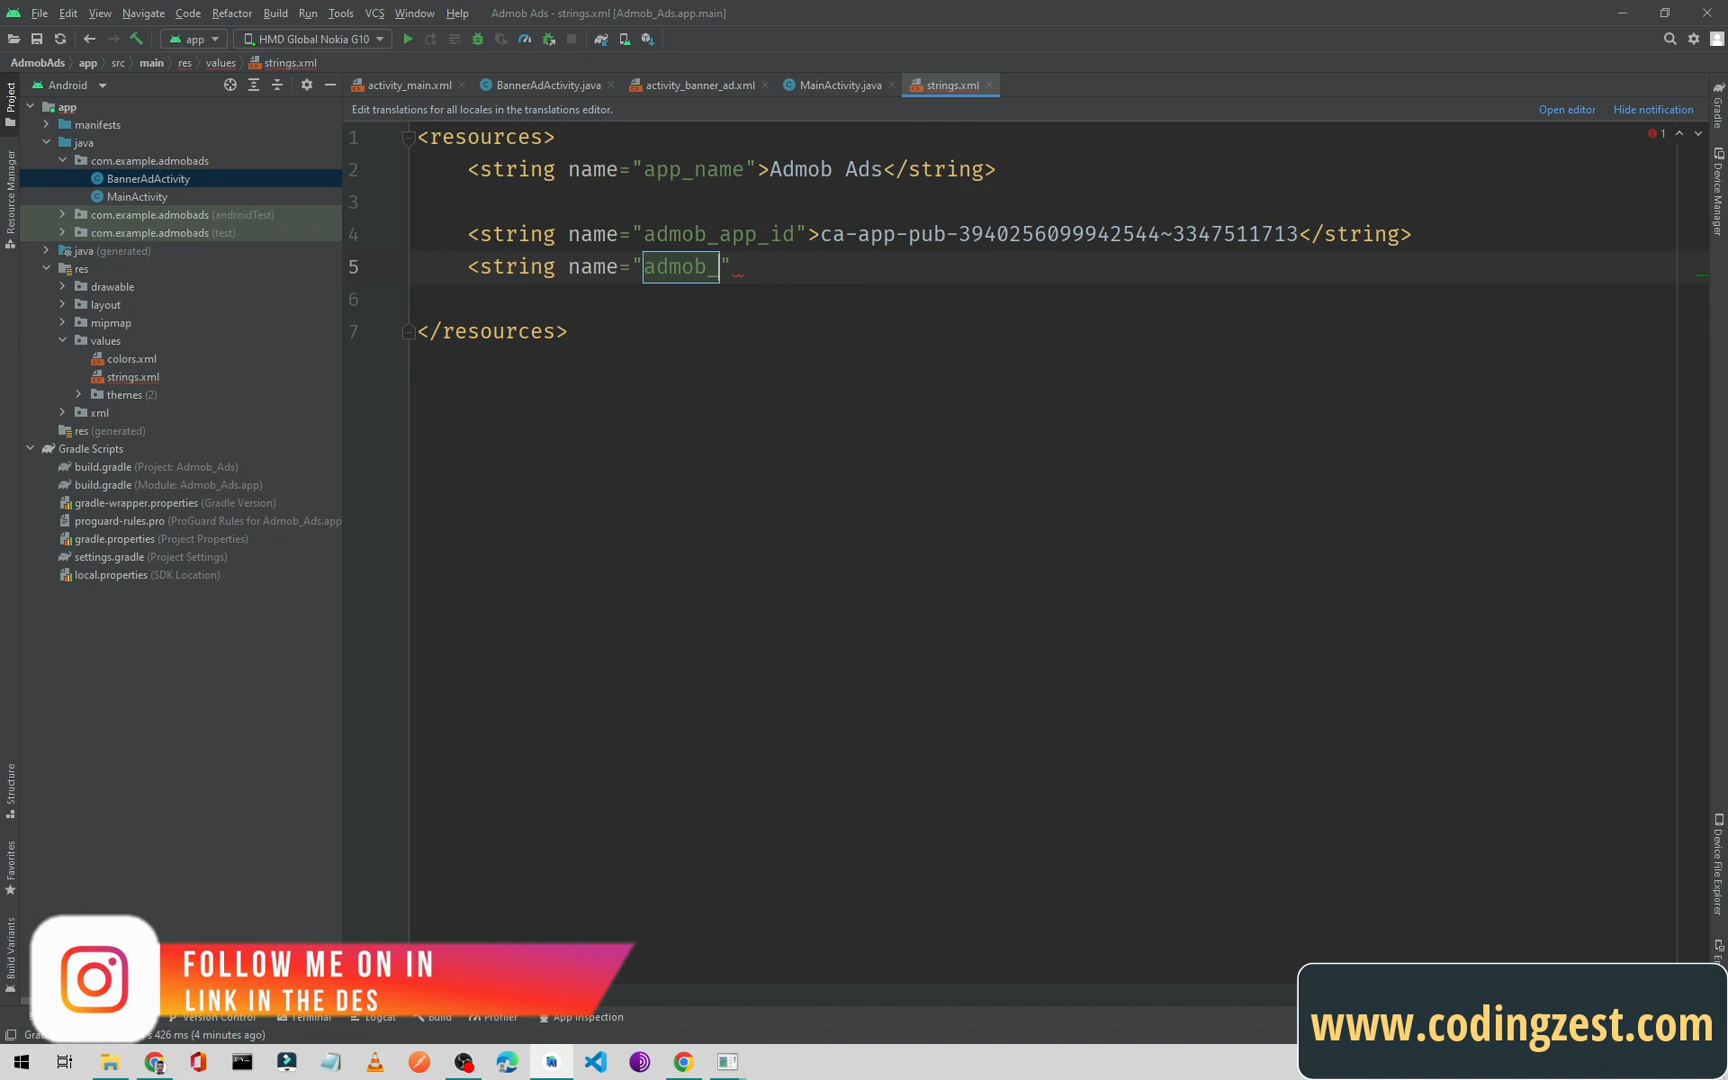 File Edit View Navigate Code Refactor Build Run Tools VCS Window Help Admob Ads - strings.xml [Admob_Ads.app.main]
app HMD Global Nokia G10
AdmobAds app src main res values strings.xml
Android
activity_main.xml BannerAdActivity.java activity_banner_ad.xml MainActivity.java strings.xml
Edit translations for all locales in the translations editor. Open editor Hide notification
app
manifests
java
com.example.admobads
BannerAdActivity
MainActivity
com.example.admobads (androidTest)
com.example.admobads (test)
java (generated)
res
drawable
layout
mipmap
values
colors.xml
strings.xml
themes (2)
xml
res (generated)
Gradle Scripts
build.gradle (Project: Admob_Ads)
build.gradle (Module: Admob_Ads.app)
gradle-wrapper.properties (Gradle Version)
proguard-rules.pro (ProGuard Rules for Admob_Ads.app
gradle.properties (Project Properties)
settings.gradle (Project Settings)
local.properties (SDK Location)
1 <resources>
2 <string name="app_name">Admob Ads</string>
3
4 <string name="admob_app_id">ca-app-pub-3940256099942544~3347511713</string>
5 <string name="admob_"
6
7 </resources>
1
Project
Resource Manager
Structure
Favorites
Build Variants
Gradle
Device Manager
Device File Explorer
FOLLOW ME ON IN
LINK IN THE DES
Version Control Terminal Logcat Build Profiler App Inspection
426 ms (4 minutes ago)
www.codingzest.com